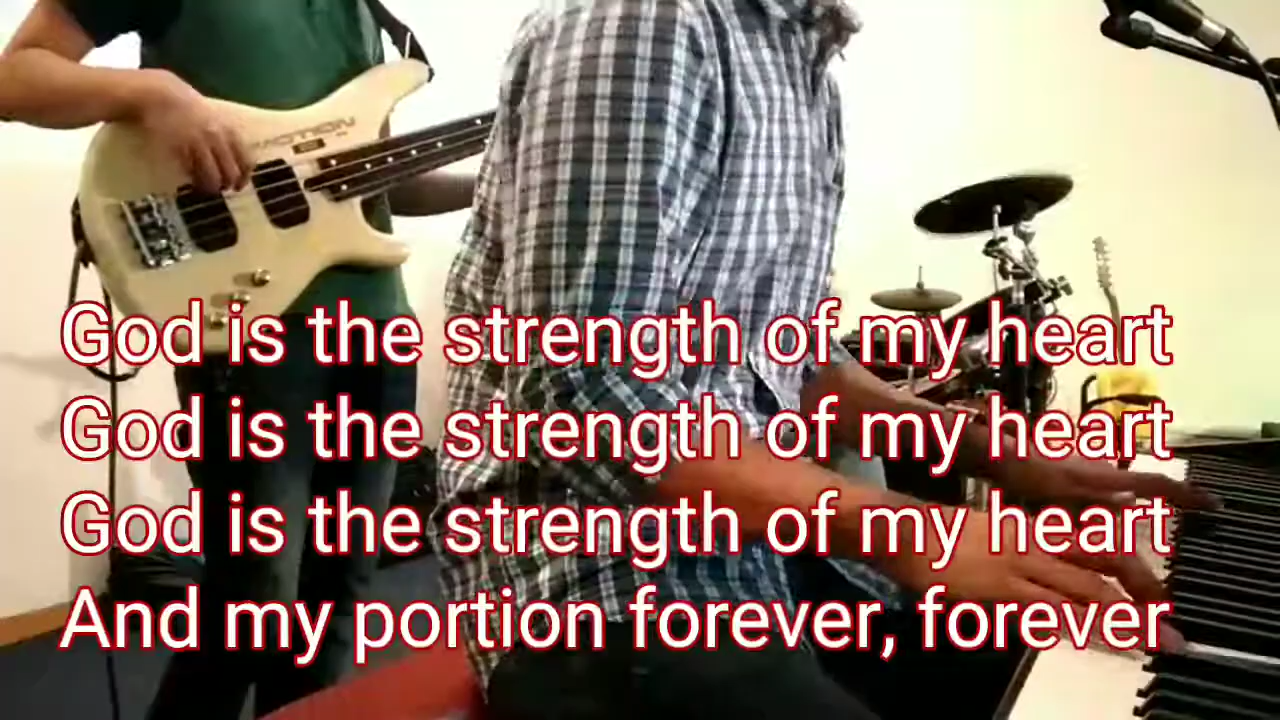 God is the strength of my heart
God is the strength of my heart
God is the strength of my heart
And my portion forever, forever